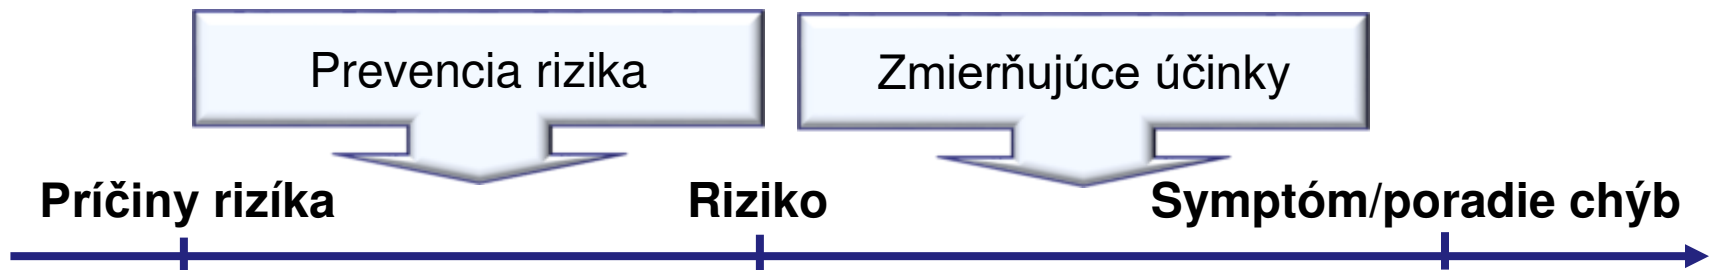 Prevencia rizika
Zmierňujúce účinky
Príčiny rizíka
Riziko
Symptóm/poradie chýb